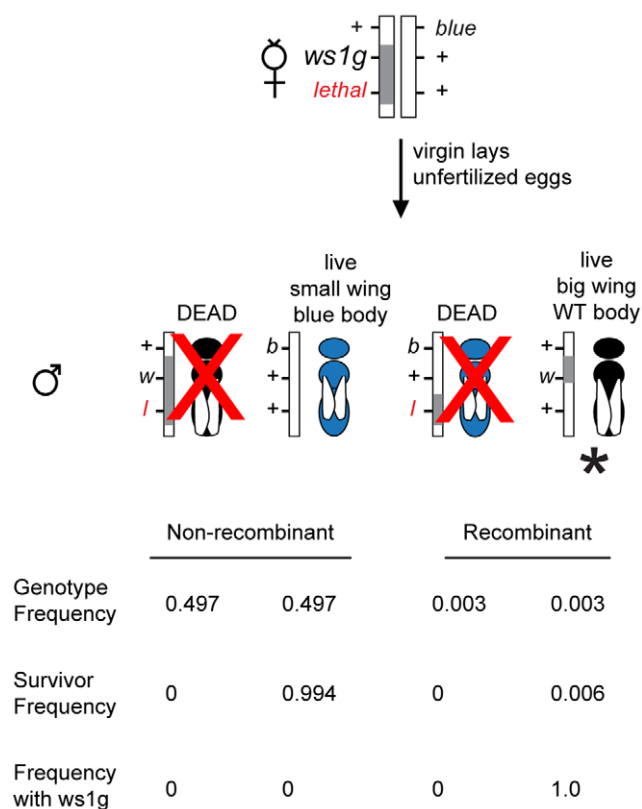 + blue
ws1g +
lethal +
virgin lays
unfertilized eggs
live
small wing
blue body
live
big wing
WT body
DEAD
DEAD
+ b b +
w + + w
l + l +
*
Non-recombinant Recombinant
Genotype
Frequency
0.497 0.497 0.003 0.003
Survivor
Frequency
0 0.994 0 0.006
Frequency
with ws1g
0 0 0 1.0